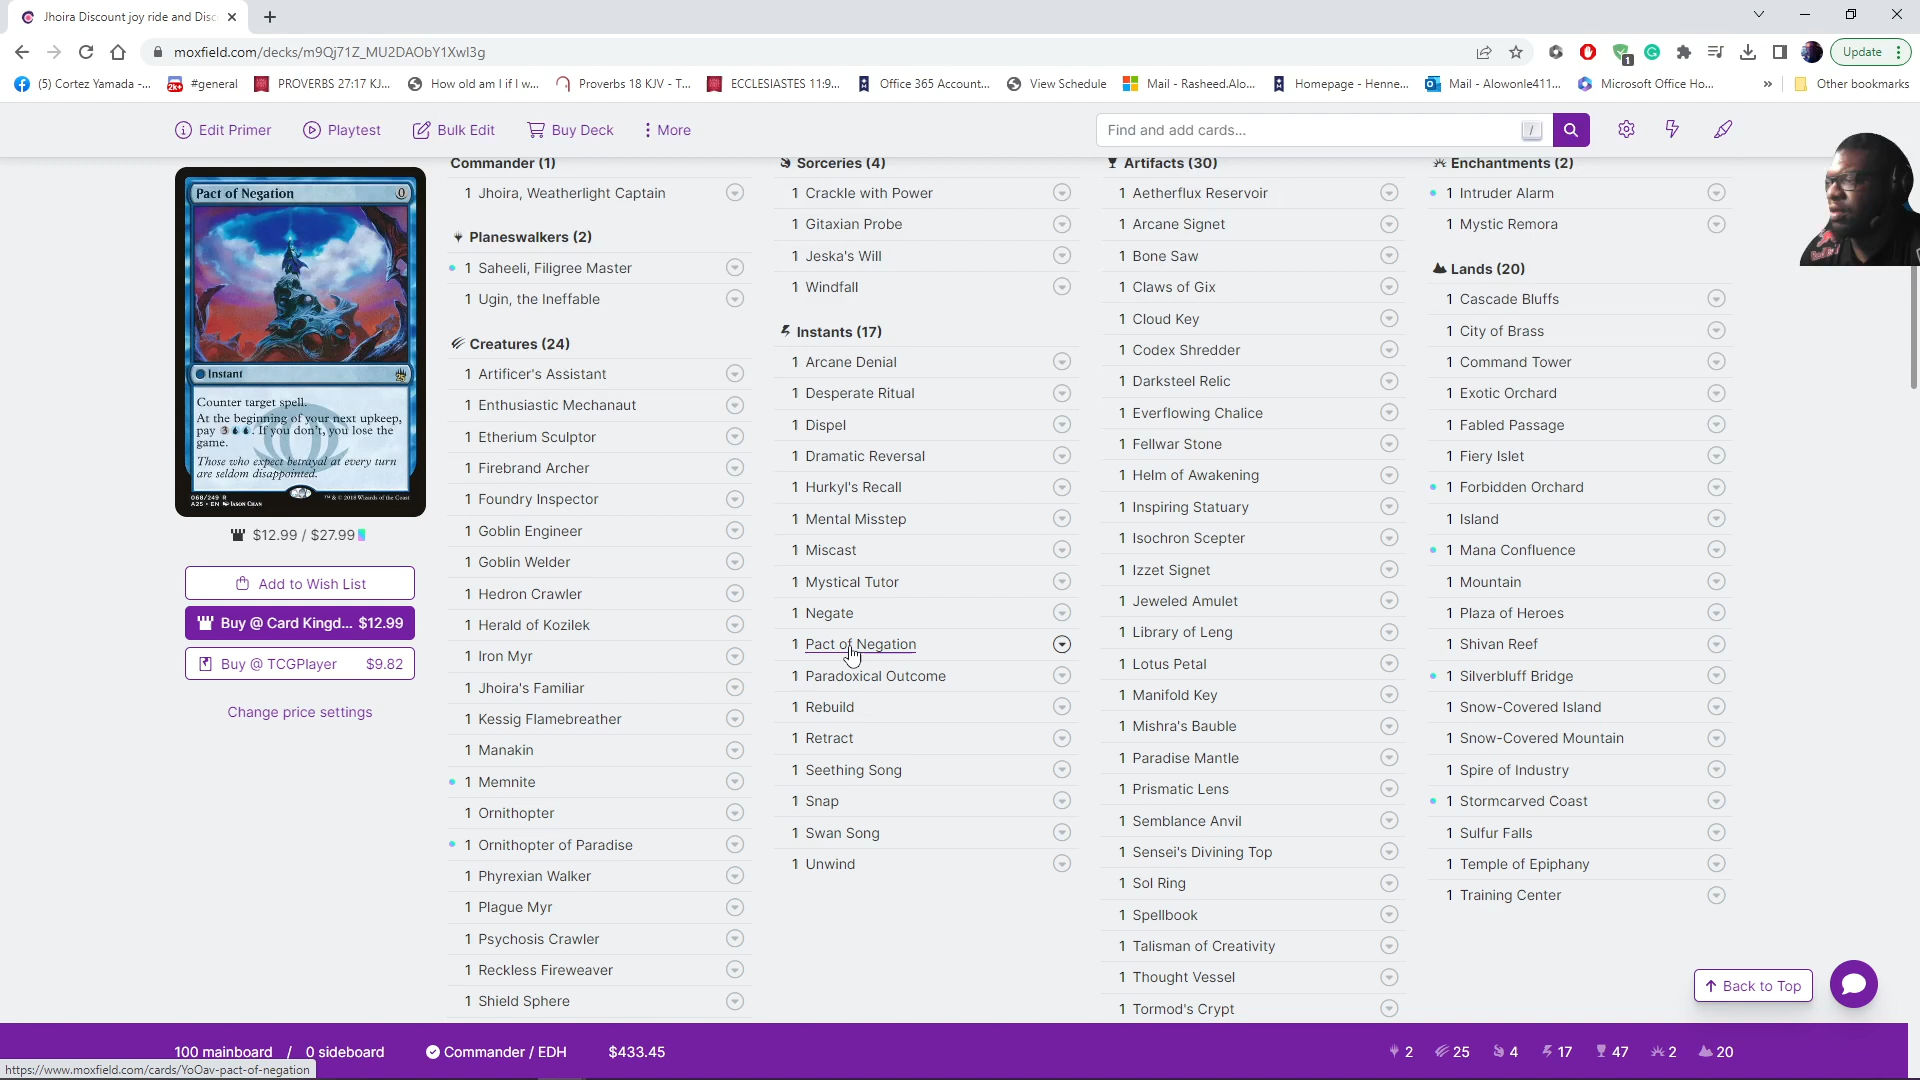 Jhoira Discount joy ride and Disc
moxfield.com/decks/m9Qj71Z_MU2DAObY1Xwl3g
1
Update
(5) Cortez Yamada -...
2k+
#general
PROVERBS 27:17 KJ...
How old am I if I w...
Proverbs 18 KJV - T...
ECCLESIASTES 11:9...
Office 365 Account...
View Schedule
Mail - Rasheed.Alo...
Homepage - Henne...
Mail - Alowonle411...
Microsoft Office Ho...
»
Other bookmarks
Edit Primer
Playtest
Bulk Edit
Buy Deck
More
Find and add cards...
/
Pact of Negation 0
Instant
Counter target spell.
At the beginning of your next upkeep,
pay 3. If you don't, you lose the
game.
Those who expect betrayal at every turn
are seldom disappointed.
068/249 R
A25 • EN Jason Chan
™ & © 2018 Wizards of the Coast
$12.99 / $27.99
Add to Wish List
Buy @ Card Kingd... $12.99
Buy @ TCGPlayer $9.82
Change price settings
Commander (1)
1 Jhoira, Weatherlight Captain
Planeswalkers (2)
1 Saheeli, Filigree Master
1 Ugin, the Ineffable
Creatures (24)
1 Artificer's Assistant
1 Enthusiastic Mechanaut
1 Etherium Sculptor
1 Firebrand Archer
1 Foundry Inspector
1 Goblin Engineer
1 Goblin Welder
1 Hedron Crawler
1 Herald of Kozilek
1 Iron Myr
1 Jhoira's Familiar
1 Kessig Flamebreather
1 Manakin
1 Memnite
1 Ornithopter
1 Ornithopter of Paradise
1 Phyrexian Walker
1 Plague Myr
1 Psychosis Crawler
1 Reckless Fireweaver
1 Shield Sphere
Sorceries (4)
1 Crackle with Power
1 Gitaxian Probe
1 Jeska's Will
1 Windfall
Instants (17)
1 Arcane Denial
1 Desperate Ritual
1 Dispel
1 Dramatic Reversal
1 Hurkyl's Recall
1 Mental Misstep
1 Miscast
1 Mystical Tutor
1 Negate
1 Pact of Negation
1 Paradoxical Outcome
1 Rebuild
1 Retract
1 Seething Song
1 Snap
1 Swan Song
1 Unwind
Artifacts (30)
1 Aetherflux Reservoir
1 Arcane Signet
1 Bone Saw
1 Claws of Gix
1 Cloud Key
1 Codex Shredder
1 Darksteel Relic
1 Everflowing Chalice
1 Fellwar Stone
1 Helm of Awakening
1 Inspiring Statuary
1 Isochron Scepter
1 Izzet Signet
1 Jeweled Amulet
1 Library of Leng
1 Lotus Petal
1 Manifold Key
1 Mishra's Bauble
1 Paradise Mantle
1 Prismatic Lens
1 Semblance Anvil
1 Sensei's Divining Top
1 Sol Ring
1 Spellbook
1 Talisman of Creativity
1 Thought Vessel
1 Tormod's Crypt
Enchantments (2)
1 Intruder Alarm
1 Mystic Remora
Lands (20)
1 Cascade Bluffs
1 City of Brass
1 Command Tower
1 Exotic Orchard
1 Fabled Passage
1 Fiery Islet
1 Forbidden Orchard
1 Island
1 Mana Confluence
1 Mountain
1 Plaza of Heroes
1 Shivan Reef
1 Silverbluff Bridge
1 Snow-Covered Island
1 Snow-Covered Mountain
1 Spire of Industry
1 Stormcarved Coast
1 Sulfur Falls
1 Temple of Epiphany
1 Training Center
Back to Top
100 mainboard / 0 sideboard
Commander / EDH
$433.45
2 25 4 17 47 2 20
https://www.moxfield.com/cards/YoOav-pact-of-negation